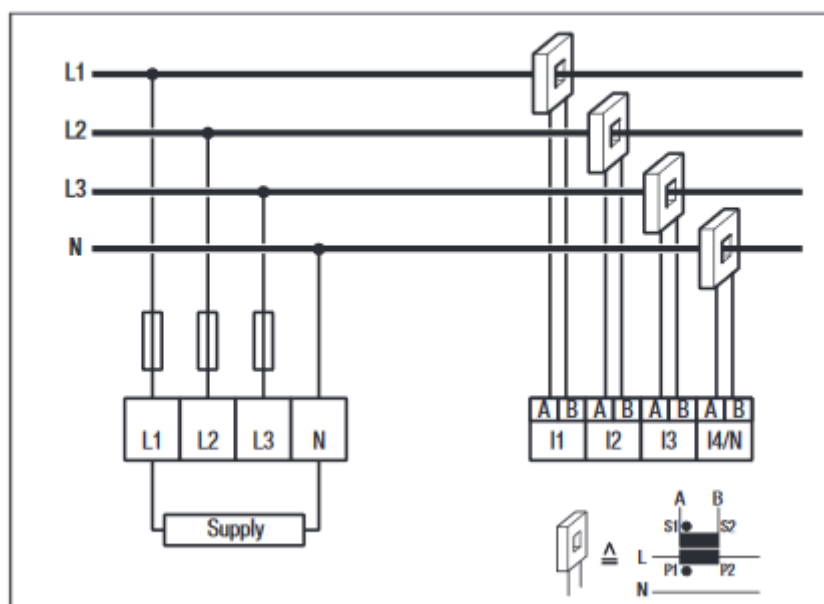 L1
L2
L3
N
L1 L2 L3 N
A B A B A B A B
I1 I2 I3 I4/N
Supply
A B
S1 S2
≙ L
P1 P2
N